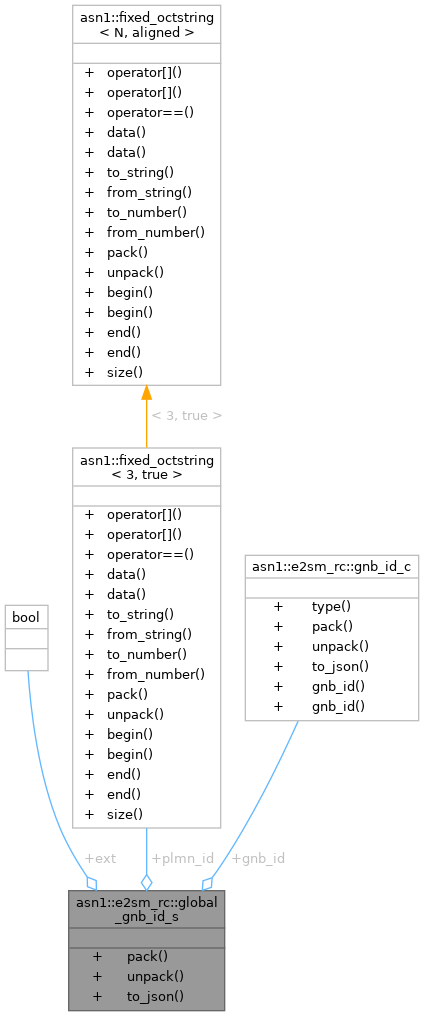 asn1::fixed_octstring
< N, aligned >
+ operator[]()
+ operator[]()
+ operator==()
+ data()
+ data()
+ to_string()
+ from_string()
+ to_number()
+ from_number()
+ pack()
+ unpack()
+ begin()
+ begin()
+ end()
+ end()
+ size()
< 3, true >
asn1::fixed_octstring
< 3, true >
+ operator[]()
+ operator[]()
+ operator==()
+ data()
+ data()
+ to_string()
+ from_string()
+ to_number()
+ from_number()
+ pack()
+ unpack()
+ begin()
+ begin()
+ end()
+ end()
+ size()
asn1::e2sm_rc::gnb_id_c
+ type()
+ pack()
+ unpack()
+ to_json()
+ gnb_id()
+ gnb_id()
bool
+ext
+plmn_id
+gnb_id
asn1::e2sm_rc::global
_gnb_id_s
+ pack()
+ unpack()
+ to_json()